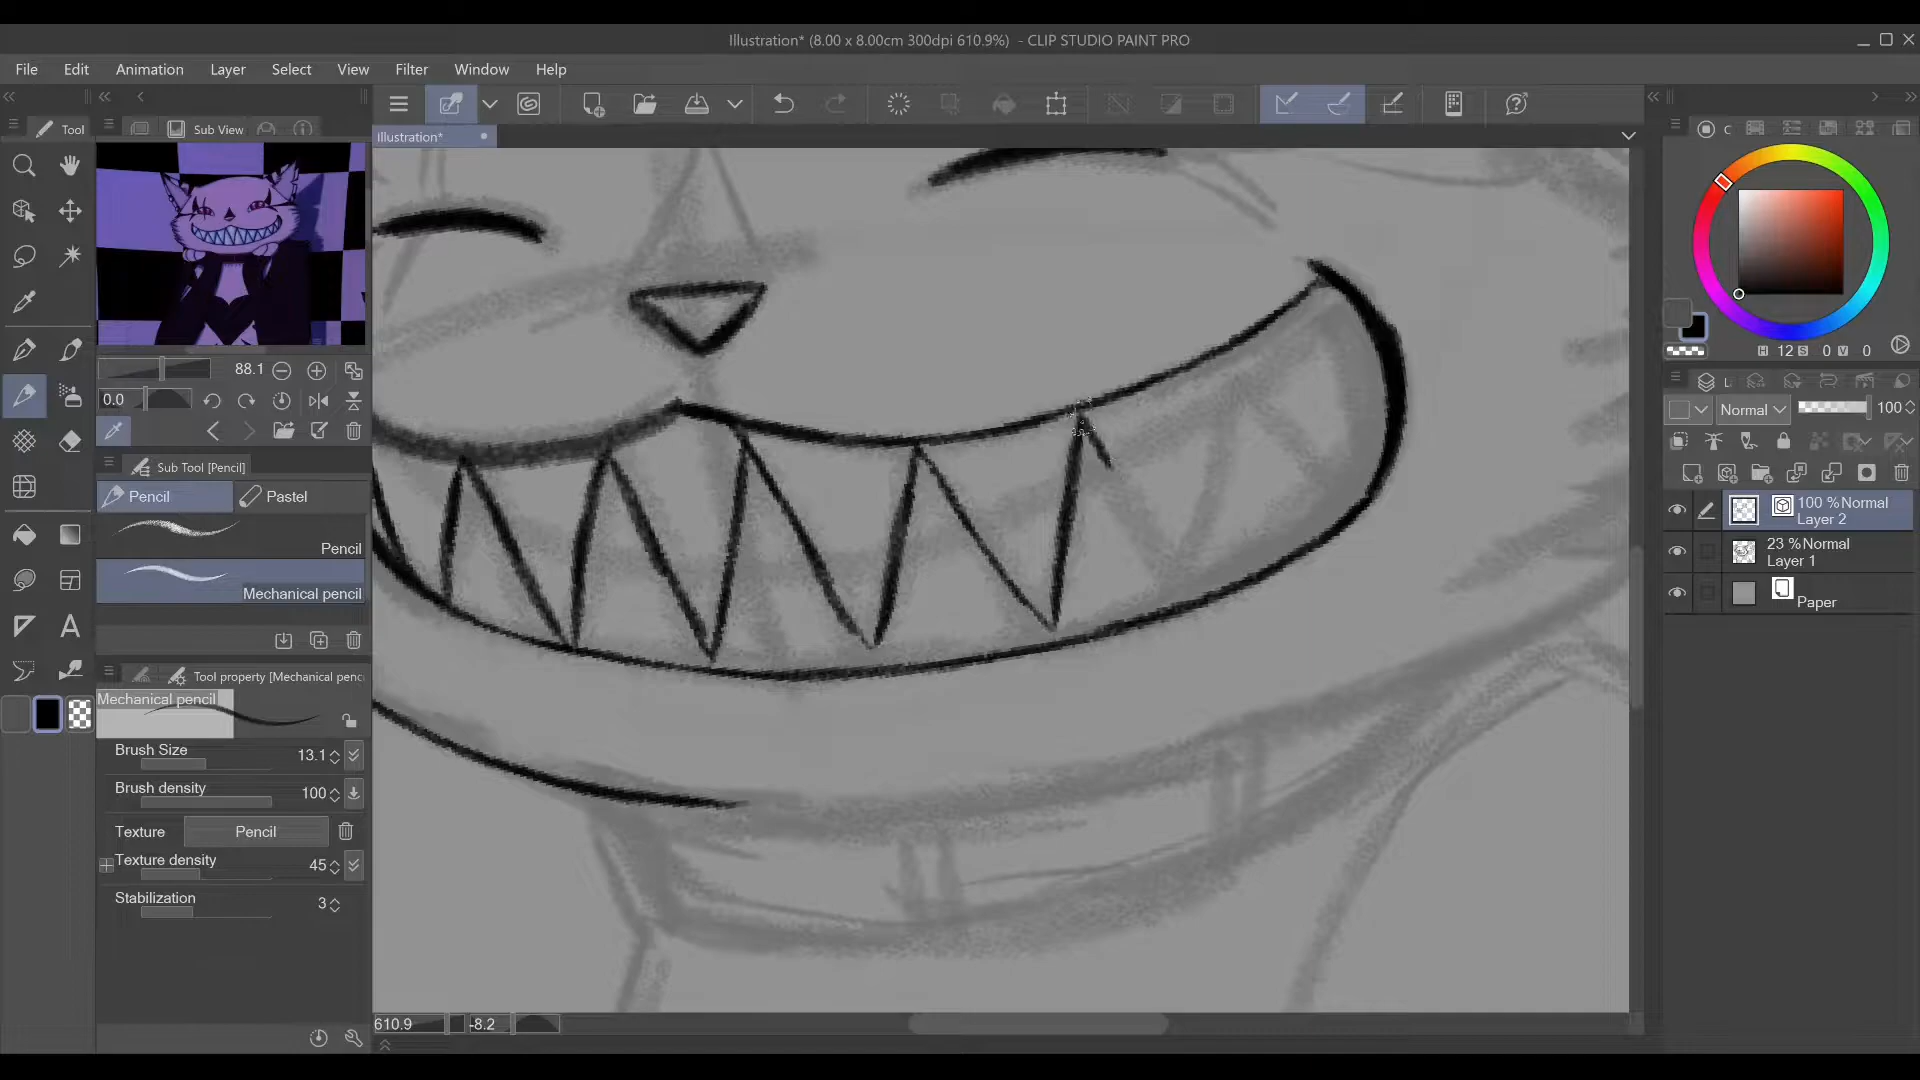 Illustration* (8.00 x 8.00cm 300dpi 610.9%) - CLIP STUDIO PAINT PRO
File Edit Animation Layer Select View Filter Window Help
Tool
Sub View
Illustration*
88.1
0.0
Sub Tool [Pencil]
Pencil
Pastel
Pencil
Mechanical pencil
Tool property [Mechanical penc
Mechanical pencil
Brush Size 13.1
Brush density 100
Texture Pencil
Texture density 45
Stabilization 3
610.9 -8.2
C
H 12 S 0 V 0
L
Normal 100
100 %Normal
Layer 2
23 %Normal
Layer 1
Paper